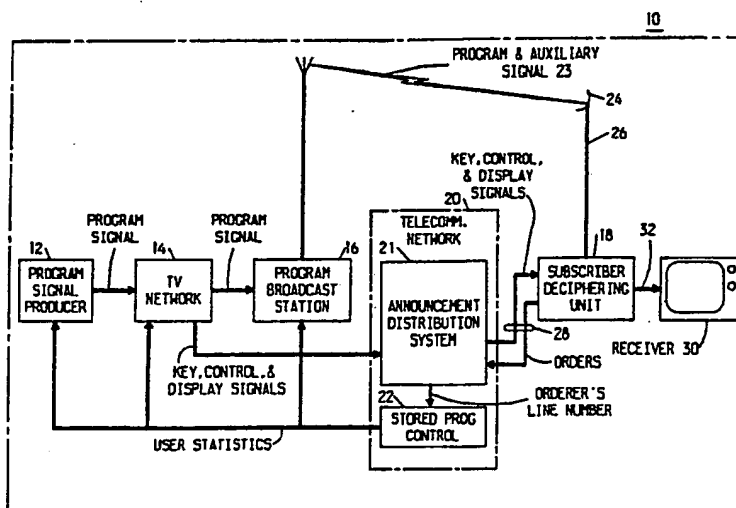 10
PROGRAM & AUXILIARY
SIGNAL 23
24
26
KEY, CONTROL,
& DISPLAY
SIGNALS
20
TELECOMM.
NETWORK
PROGRAM
SIGNAL
PROGRAM
SIGNAL
12
PROGRAM
SIGNAL
PRODUCER
14
TV
NETWORK
16
PROGRAM
BROADCAST
STATION
21
ANNOUNCEMENT
DISTRIBUTION
SYSTEM
18
SUBSCRIBER
DECIPHERING
UNIT
32
RECEIVER 30
28
ORDERS
KEY, CONTROL, &
DISPLAY SIGNALS
ORDERER'S
LINE NUMBER
22
STORED PROG
CONTROL
USER STATISTICS